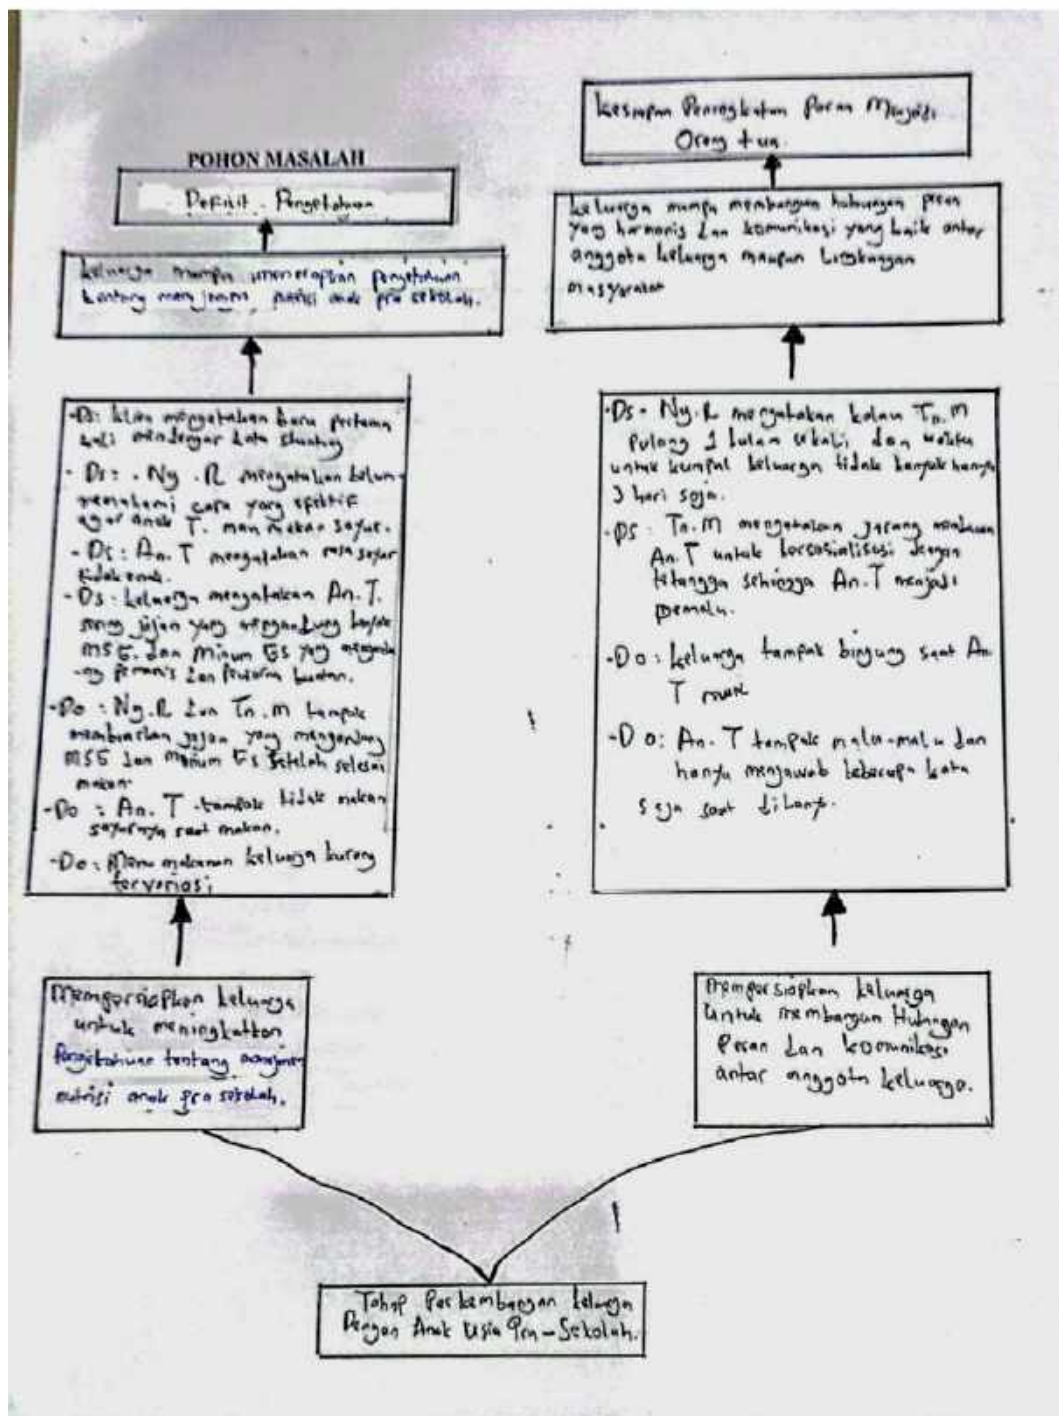 POHON MASALAH
Defisit Pengetahuan
keluarga mampu menerapkan pengetahuan
tentang manajemen nutrisi anak pra sekolah.
-Ds: klien mengatakan baru pertama
kali mendengar kata stunting
- Ds: . Ny . R mengatakan belum
memahami cara yang efektif
agar anak T. mau makan sayur.
- Ds : An. T mengatakan rasa sayur
tidak enak.
- Ds : keluarga mengatakan An. T.
sering jajan yang mengandung banyak
MSG. dan Minum Es yang mengandu
-ng pemanis dan pewarna buatan.
-Do : Ny. R dan Tn. M tampak
membiarkan jajan yang mengandung
MSG dan Minum Es setelah selesai
makan
-Do : An. T tampak tidak makan
sayurnya saat makan.
-Do : Menu makanan keluarga kurang
bervariasi
Mempersiapkan keluarga
untuk meningkatkan
Pengetahuan tentang manajemen
nutrisi anak pra sekolah.
kesiapan Peningkatan Peran Menjadi
Orang tua.
keluarga mampu membangun hubungan peran
yang harmonis dan komunikasi yang baik antar
anggota keluarga maupun Lingkungan
masyarakat
-Ds - Ny. R mengatakan kalau Tn. M
pulang 1 bulan sekali, dan waktu
untuk kumpul keluarga tidak banyak hanya
3 hari saja.
-DS : Tn. M mengatakan jarang membawa
An. T untuk bersosialisasi dengan
tetangga sehingga An. T menjadi
pemalu.
-Do : keluarga tampak bingung saat An.
T
-Do : An. T tampak malu-malu dan
hanya menjawab beberapa kata
saja saat ditanya.
Mempersiapkan keluarga
Untuk membangun Hubungan
Peran dan komunikasi
antar anggota keluarga.
Tahap Perkembangan keluarga
Dengan Anak Usia Pra-Sekolah.